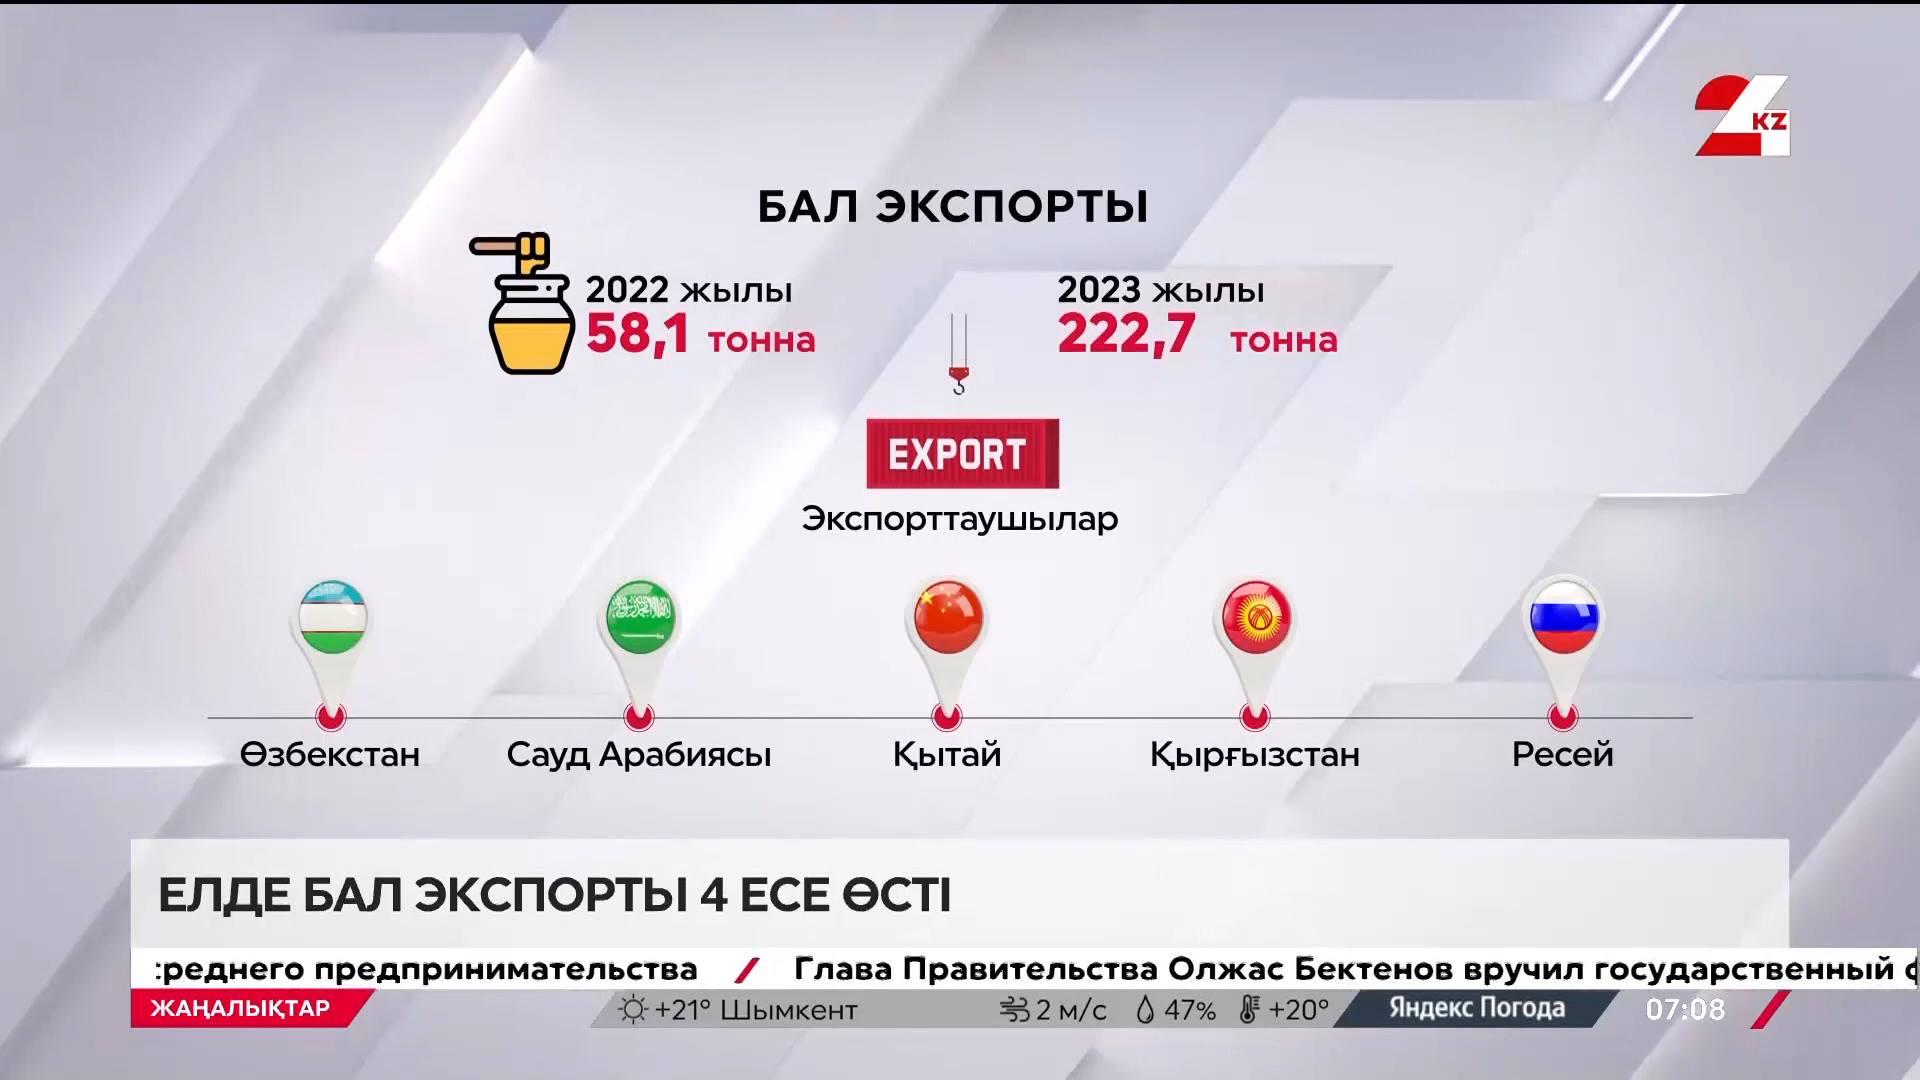 24 KZ
БАЛ ЭКСПОРТЫ
2022 жылы
58,1 тонна
2023 жылы
222,7 тонна
EXPORT
Экспорттаушылар
Өзбекстан
Сауд Арабиясы
Қытай
Қырғызстан
Ресей
ЕЛДЕ БАЛ ЭКСПОРТЫ 4 ЕСЕ ӨСТІ
среднего предпринимательства / Глава Правительства Олжас Бектенов вручил государственный
ЖАҢАЛЫҚТАР
+21° Шымкент 2 м/с 47% +20° Яндекс Погода 07:08